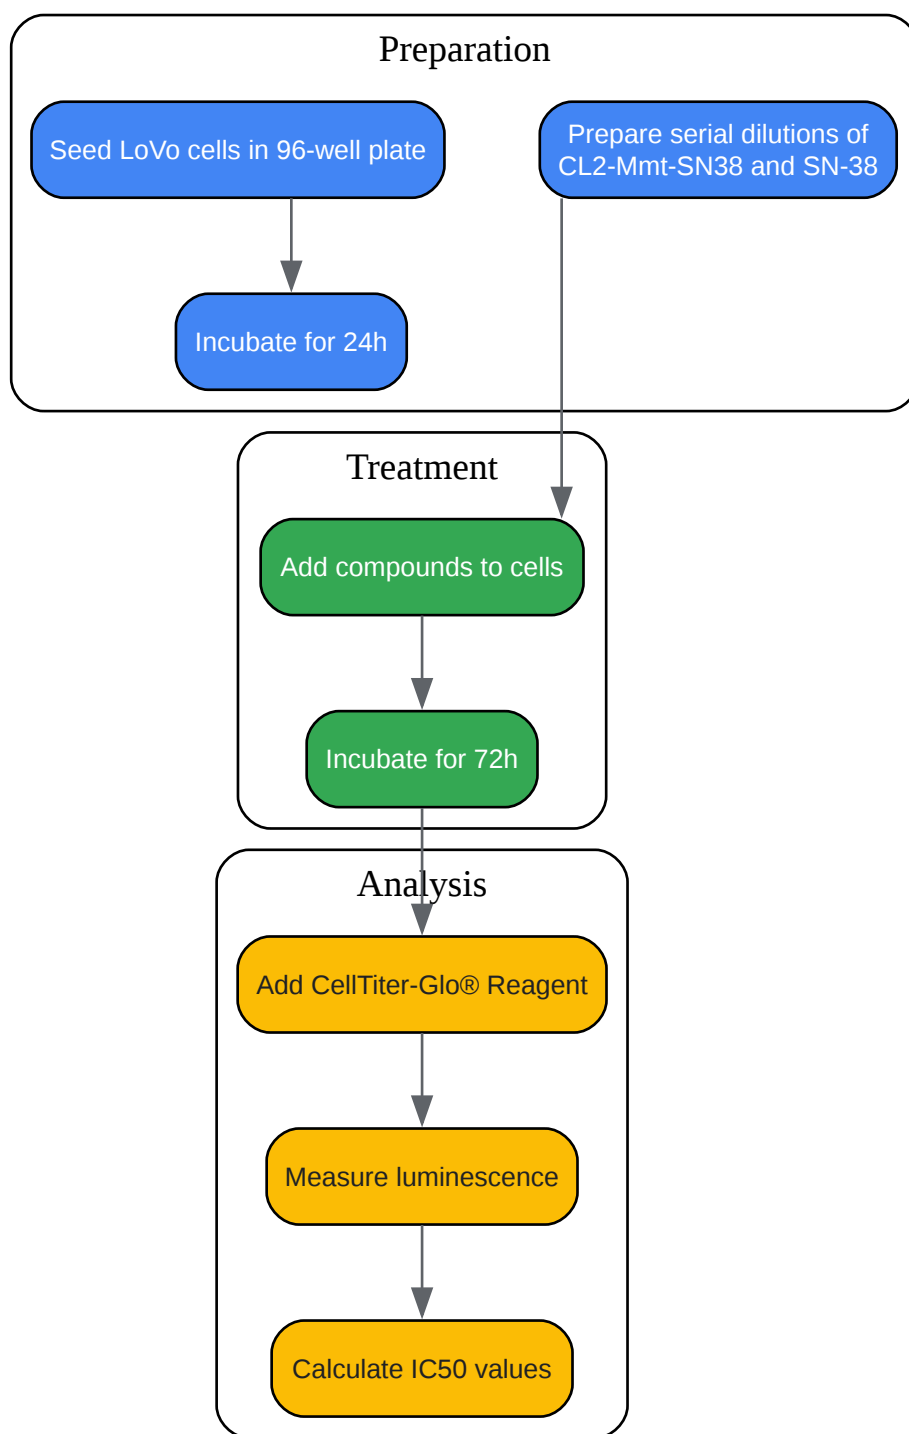 Preparation
Seed LoVo cells in 96-well plate
Prepare serial dilutions of
CL2-Mmt-SN38 and SN-38
Incubate for 24h
Treatment
Add compounds to cells
Incubate for 72h
Analysis
Add CellTiter-Glo® Reagent
Measure luminescence
Calculate IC50 values